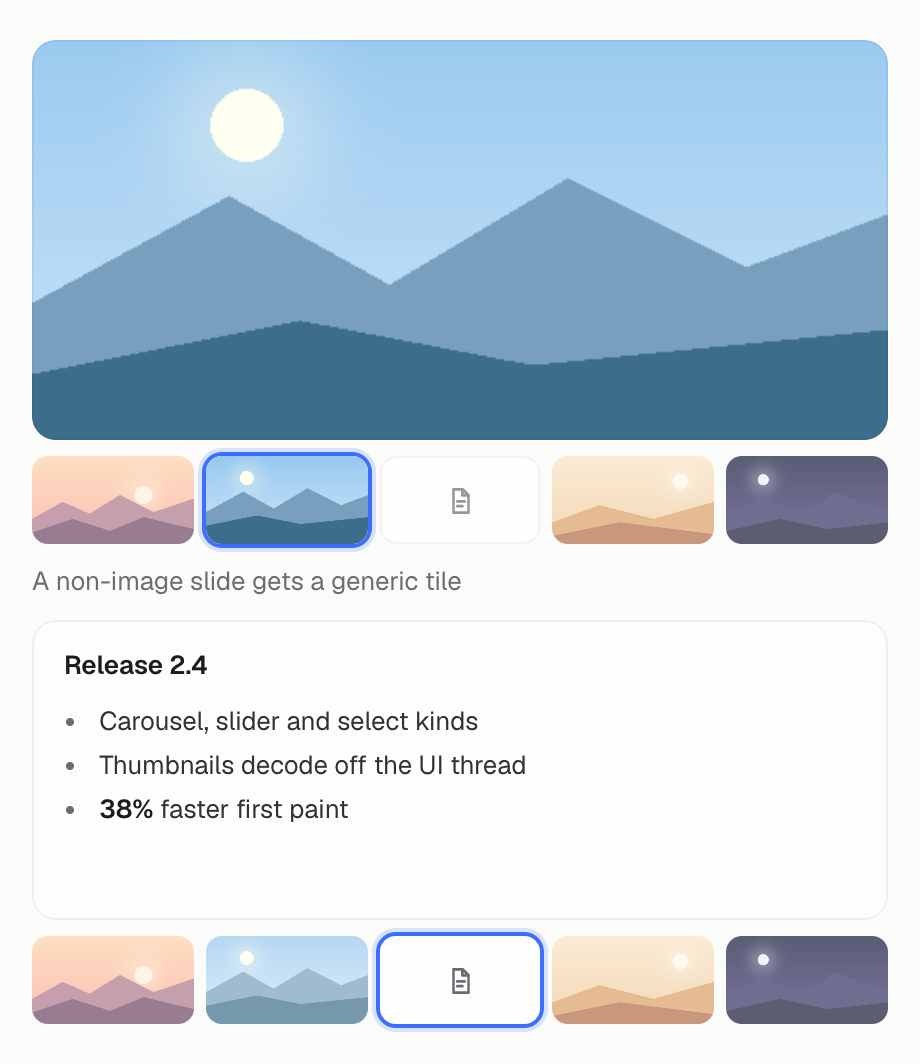 A non-image slide gets a generic tile
Release 2.4
• Carousel, slider and select kinds
• Thumbnails decode off the UI thread
• 38% faster first paint